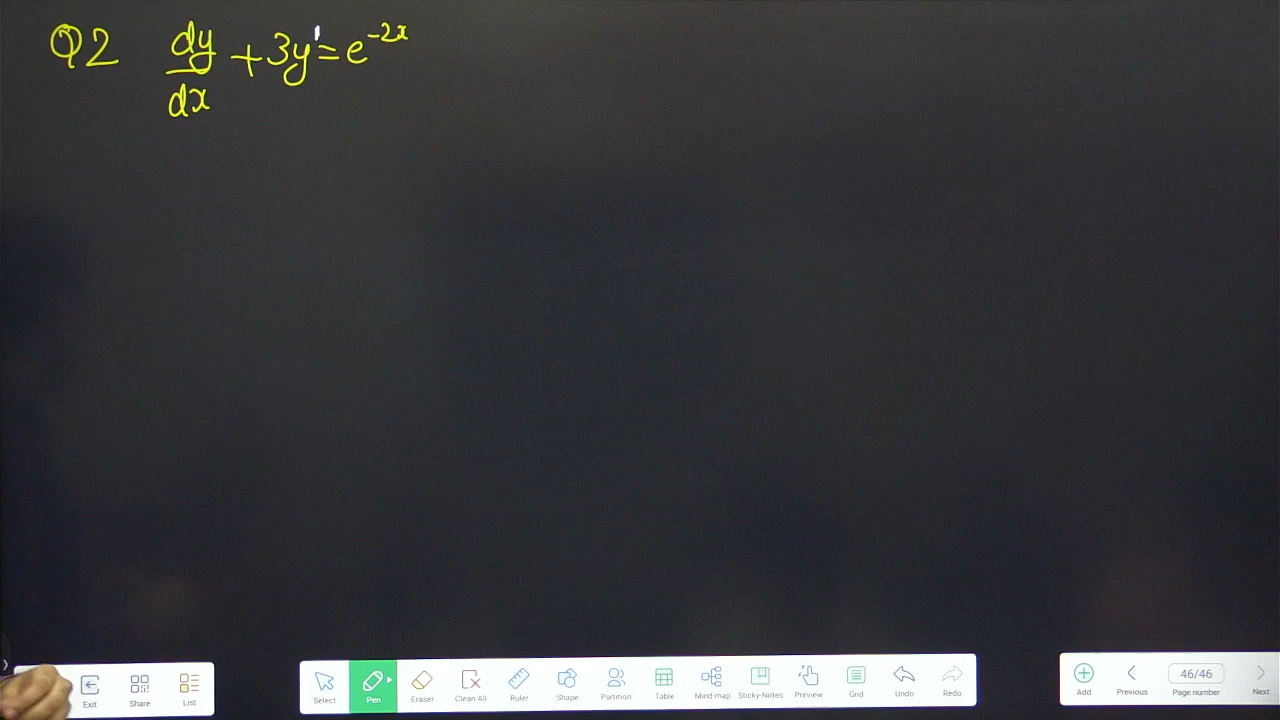 Q2 dy/dx + 3y' = e^{-2x}
Exit Share List Select Pen Eraser Clean All Ruler Shape Partition Table Mind map Sticky-Notes Preview Grid Undo Redo Add Previous 46/46 Page number Next